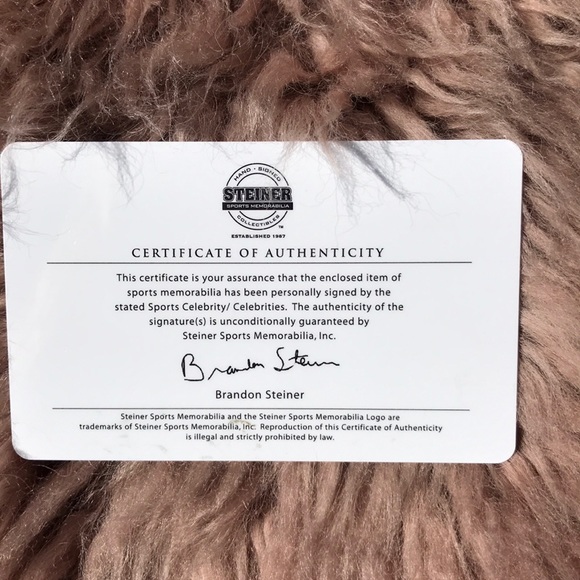 HAND · SIGNED
STEINER
SPORTS MEMORABILIA
COLLECTIBLES
TM
ESTABLISHED 1987
CERTIFICATE OF AUTHENTICITY
This certificate is your assurance that the enclosed item of
sports memorabilia has been personally signed by the
stated Sports Celebrity/ Celebrities. The authenticity of the
signature(s) is unconditionally guaranteed by
Steiner Sports Memorabilia, Inc.
Brandon Steiner
Brandon Steiner
Steiner Sports Memorabilia and the Steiner Sports Memorabilia Logo are
trademarks of Steiner Sports Memorabilia, Inc. Reproduction of this Certificate of Authenticity
is illegal and strictly prohibited by law.